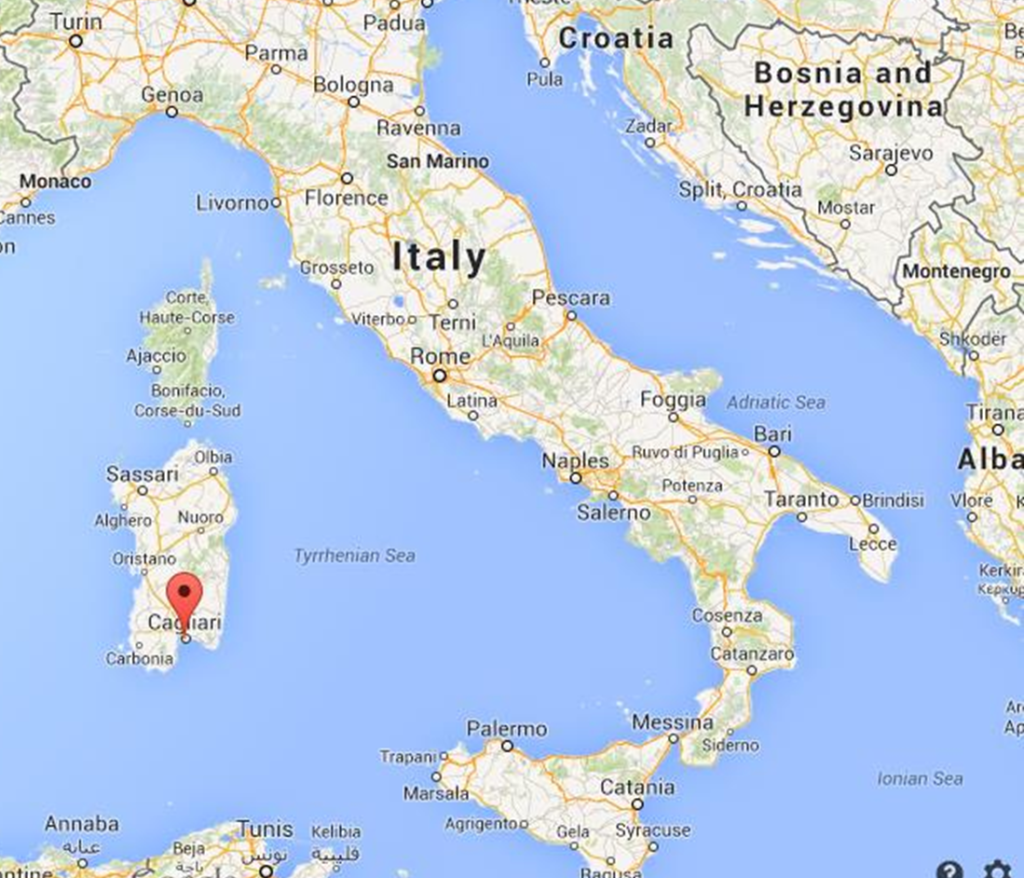 Turin
Padua
Croatia
Parma
Pula
Bosnia and
Herzegovina
Bologna
Genoa
Ravenna
Zadar
San Marino
Sarajevo
Monaco
Split, Croatia
Florence
Livorno
Mostar
Cannes
Italy
Grosseto
Montenegro
Corte,
Haute-Corse
Pescara
Viterbo
Terni
L'Aquila
Shkodër
Ajaccio
Rome
Bonifacio,
Corse-du-Sud
Latina
Foggia
Adriatic Sea
Tirana
Bari
Ruvo di Puglia
Olbia
Naples
Alba
Sassari
Potenza
Taranto
Brindisi
Vlore
Alghero
Nuoro
Salerno
Lecce
Oristano
Tyrrhenian Sea
Kerkir
Κερκυρ
Cagliari
Cosenza
Carbonia
Catanzaro
Messina
Palermo
Siderno
Trapani
Ionian Sea
Marsala
Catania
Annaba
عنابة
Agrigento
Tunis
تونس
Kelibia
قليبية
Gela
Syracuse
Beja
باجة
Ragusa